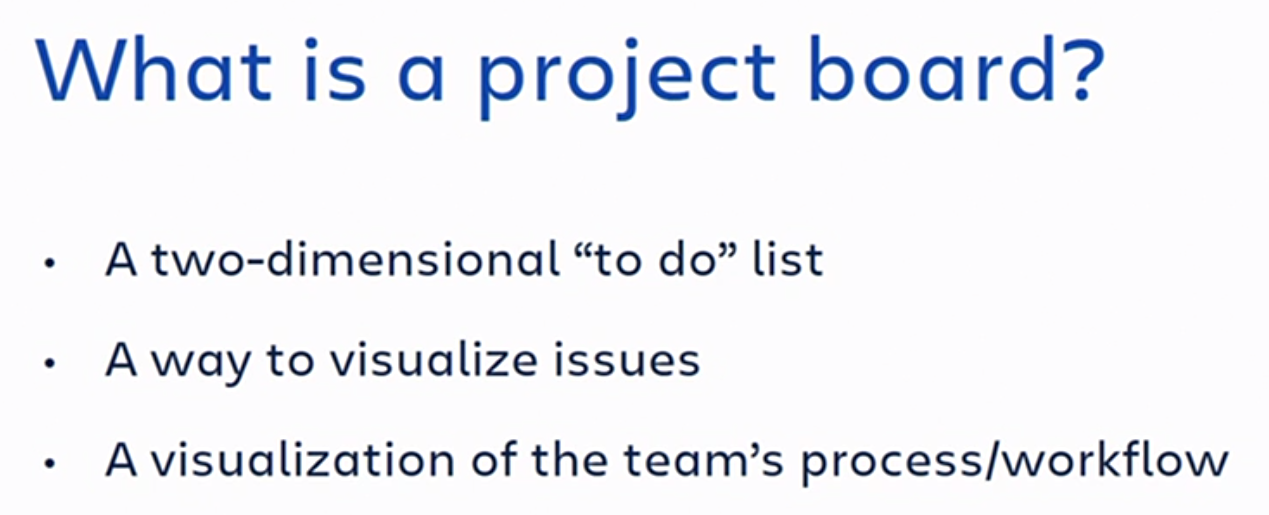 What is a project board?
• A two-dimensional “to do” list
• A way to visualize issues
• A visualization of the team’s process/workflow